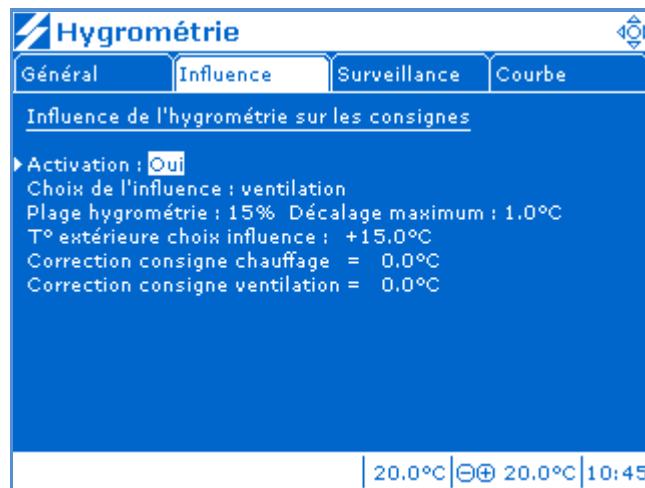 Hygrométrie
Général Influence Surveillance Courbe
Influence de l'hygrométrie sur les consignes
Activation : Oui
Choix de l'influence : ventilation
Plage hygrométrie : 15% Décalage maximum : 1.0°C
T° extérieure choix influence : +15.0°C
Correction consigne chauffage = 0.0°C
Correction consigne ventilation = 0.0°C
20.0°C 20.0°C 10:45